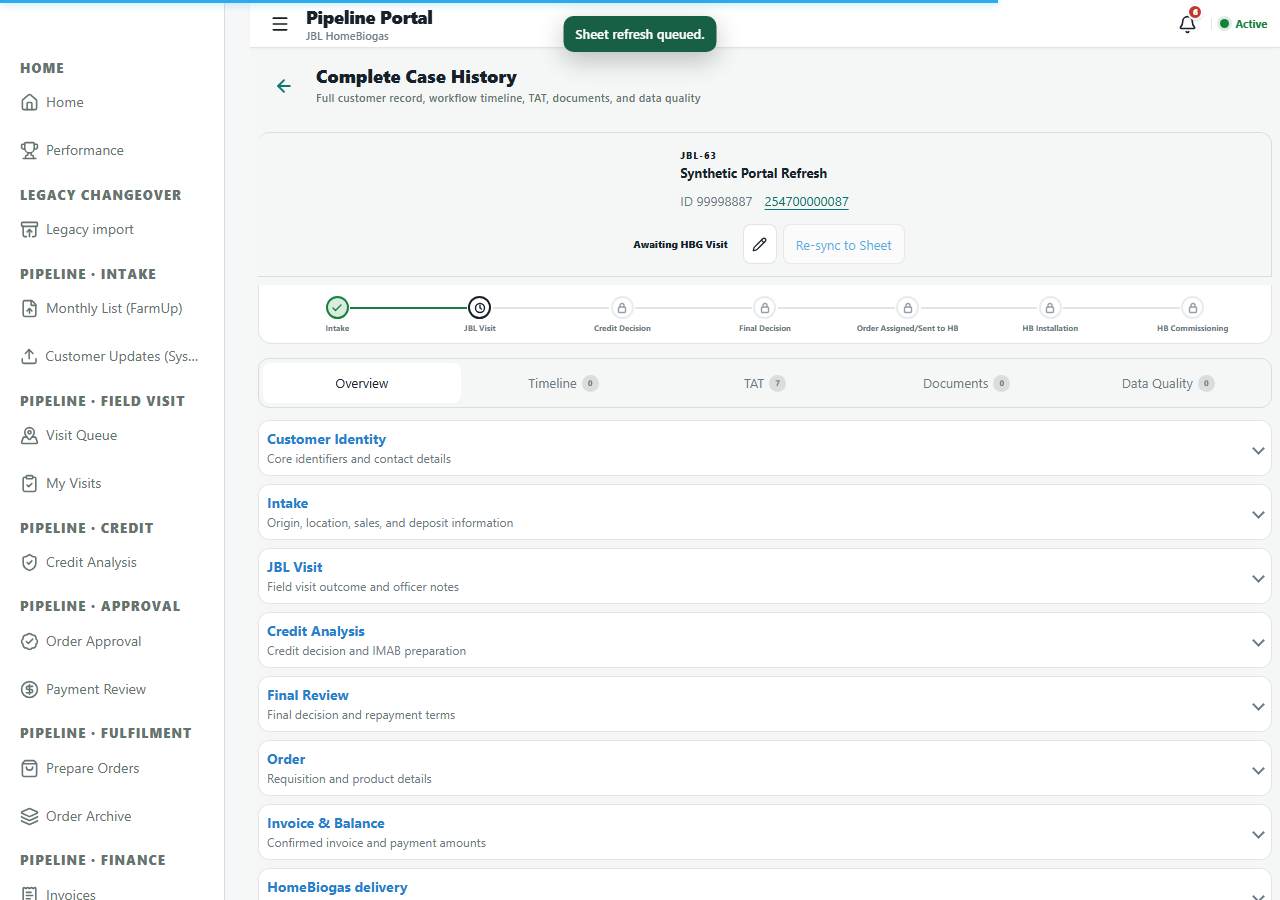 Pipeline Portal
JBL HomeBiogas
Sheet refresh queued.
6
Active
HOME
Home
Performance
LEGACY CHANGEOVER
Legacy import
PIPELINE · INTAKE
Monthly List (FarmUp)
Customer Updates (Sys...
PIPELINE · FIELD VISIT
Visit Queue
My Visits
PIPELINE · CREDIT
Credit Analysis
PIPELINE · APPROVAL
Order Approval
Payment Review
PIPELINE · FULFILMENT
Prepare Orders
Order Archive
PIPELINE · FINANCE
Invoices
Complete Case History
Full customer record, workflow timeline, TAT, documents, and data quality
JBL-63
Synthetic Portal Refresh
ID 99998887 254700000087
Awaiting HBG Visit Re-sync to Sheet
Intake JBL Visit Credit Decision Final Decision Order Assigned/Sent to HB HB Installation HB Commissioning
Overview Timeline 0 TAT 7 Documents 0 Data Quality 0
Customer Identity
Core identifiers and contact details
Intake
Origin, location, sales, and deposit information
JBL Visit
Field visit outcome and officer notes
Credit Analysis
Credit decision and IMAB preparation
Final Review
Final decision and repayment terms
Order
Requisition and product details
Invoice & Balance
Confirmed invoice and payment amounts
HomeBiogas delivery